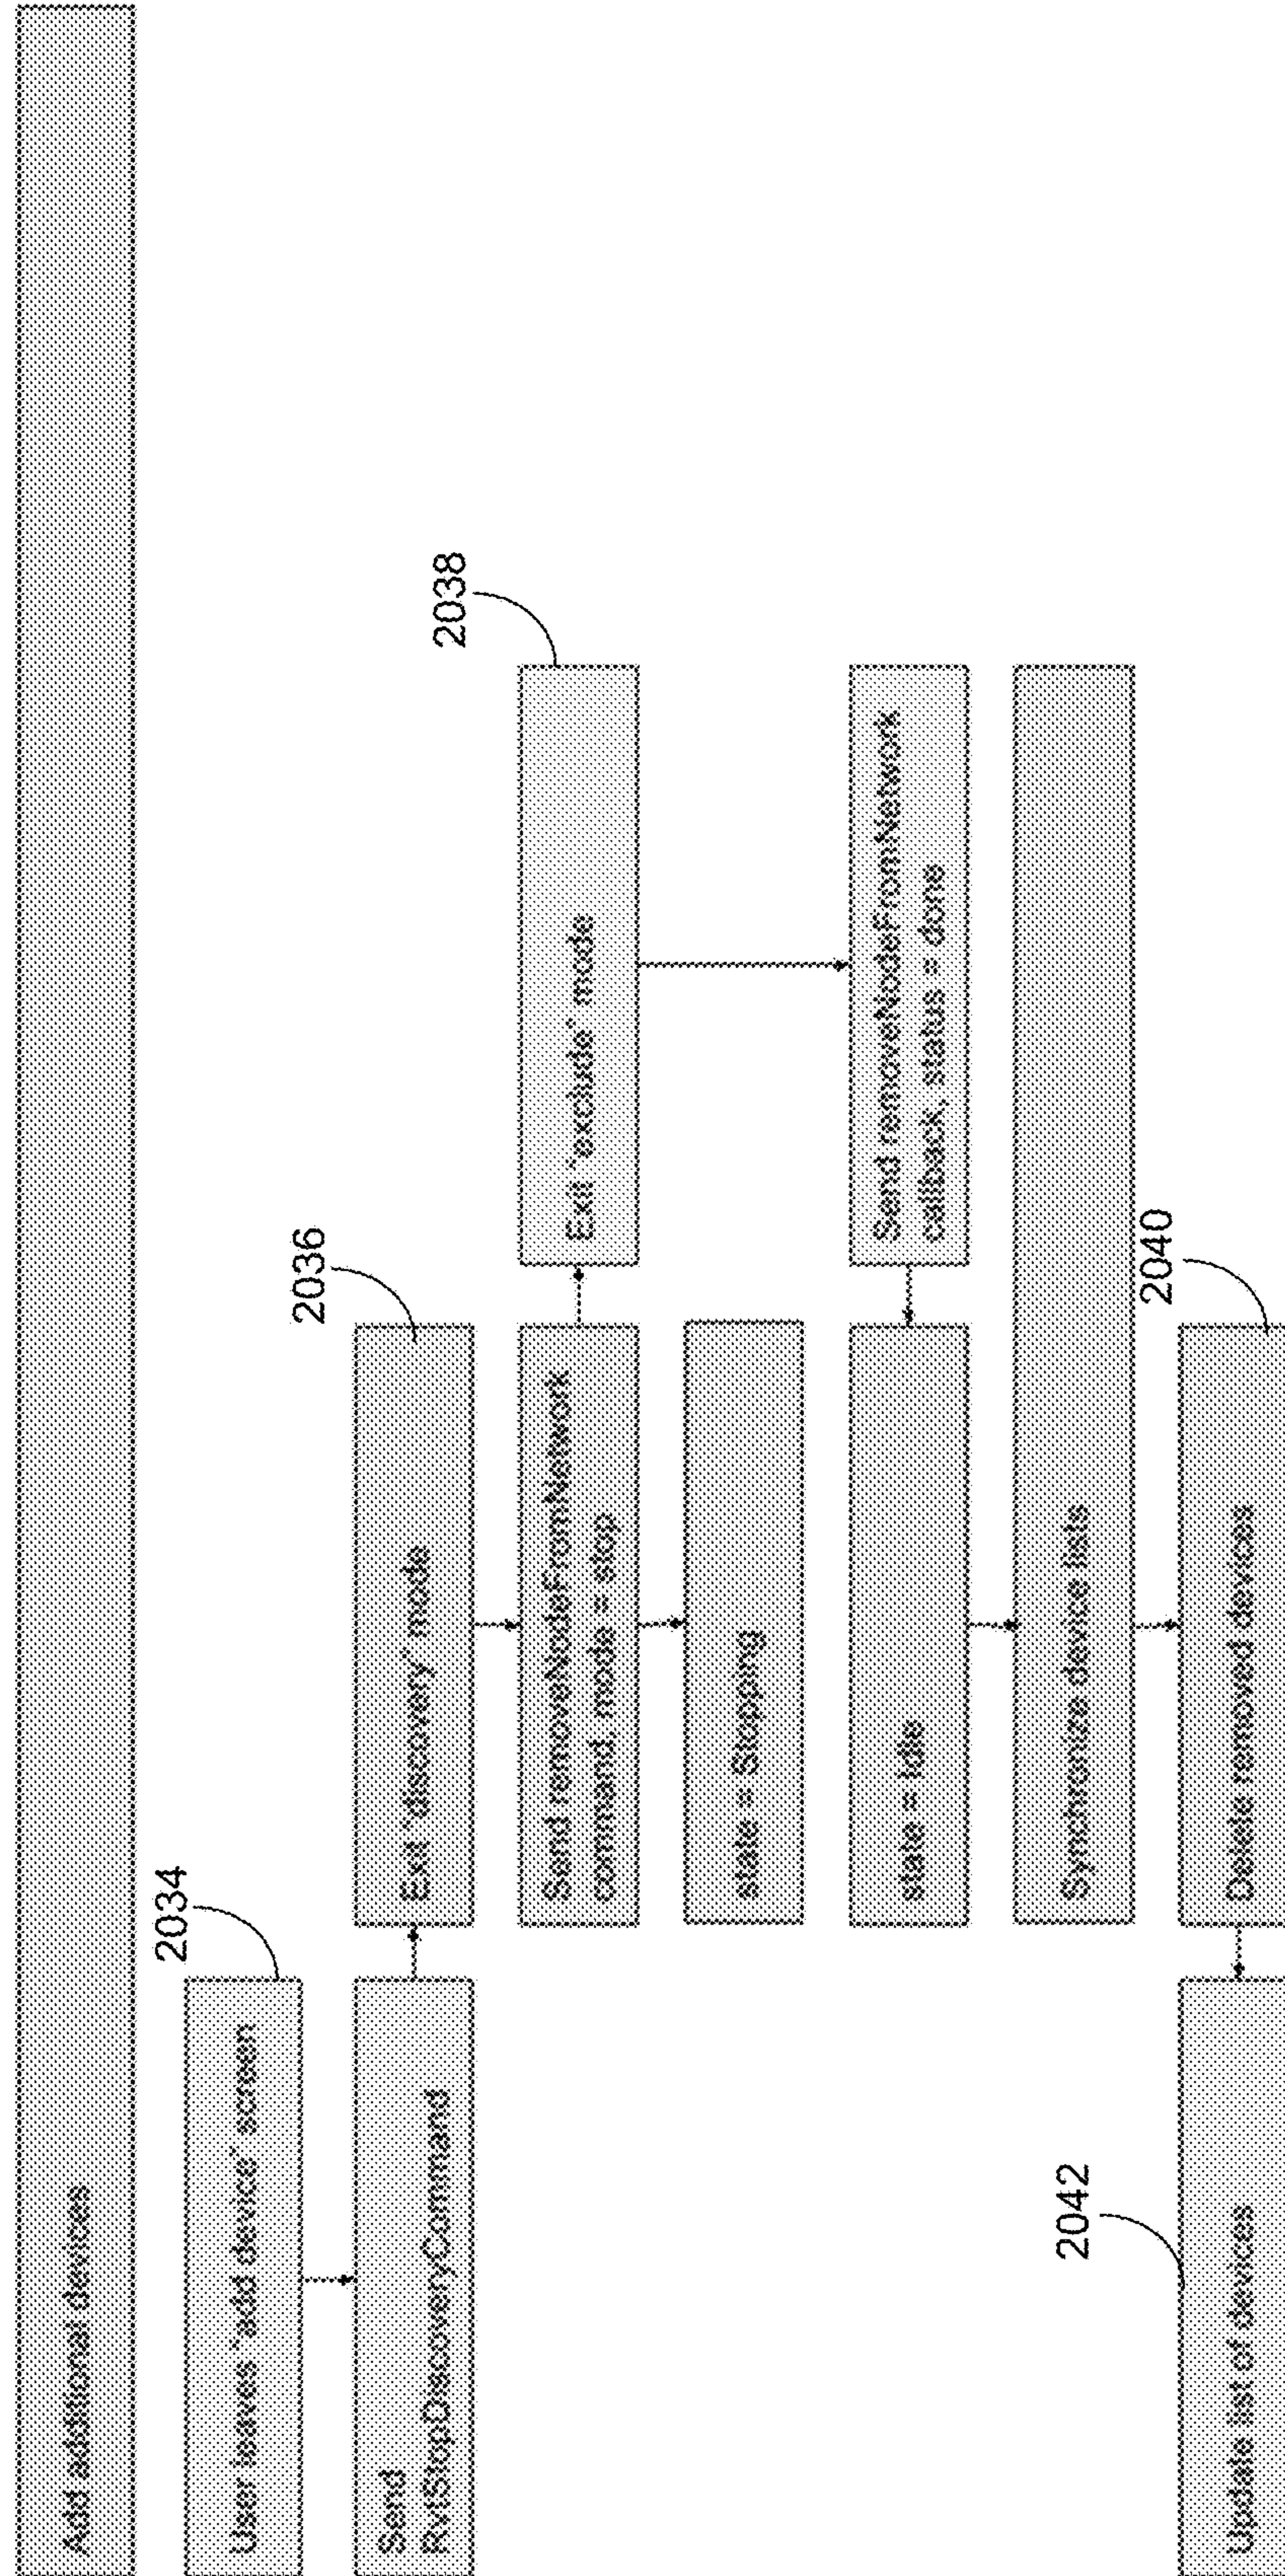 Add additional devices
2034
User leaves 'add device' screen
2036
Send
RvtStopDiscoveryCommand
Exit 'discovery' mode
2038
Send removeNodeFromNetwork
command, mode = stop
Exit 'exclude' mode
state = Stopping
state = Idle
Send removeNodeFromNetwork
callback, status = done
Synchronize device lists
2042
2040
Update list of devices
Delete removed devices